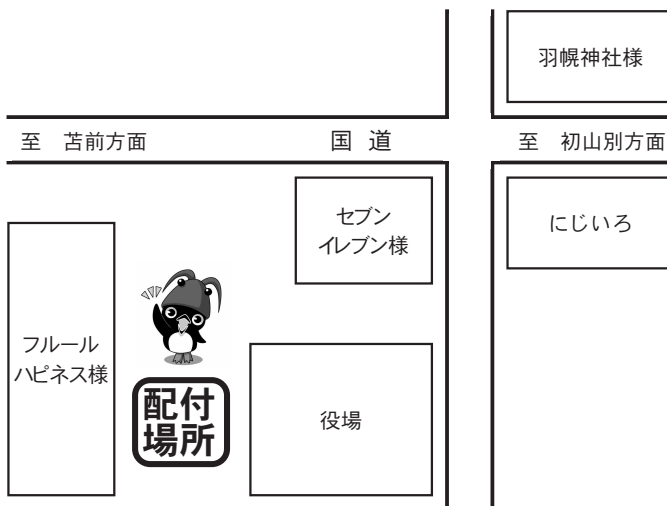 羽幌神社様
至　苫前方面
国　道
至　初山別方面
セブン
イレブン様
にじいろ
フルール
ハピネス様
配付
場所
役場